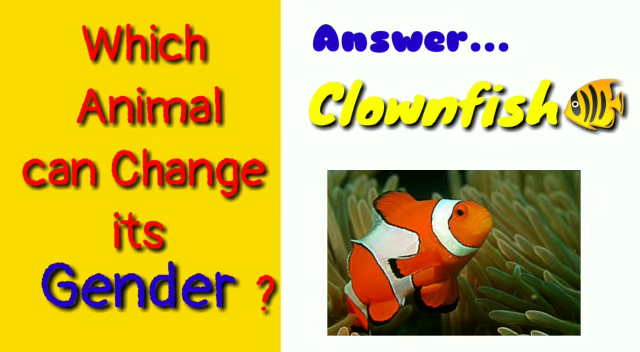 Which
Animal
can Change
its
Gender ?
Answer...
Clownfish